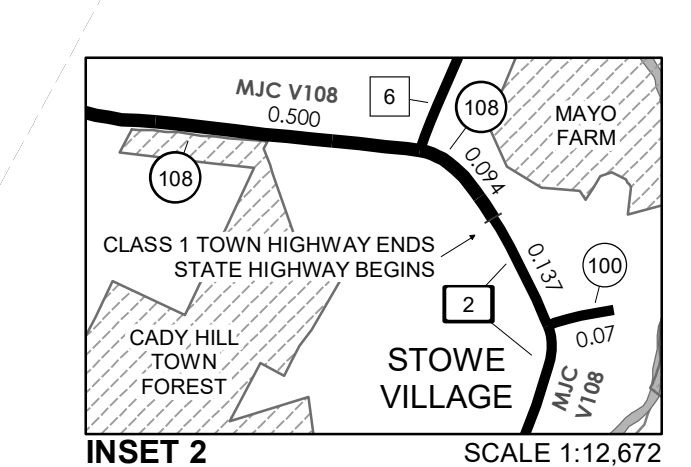 MJC V108
0.500
6
108
MAYO
FARM
108
0.094
CLASS 1 TOWN HIGHWAY ENDS
STATE HIGHWAY BEGINS
0.137
100
2
CADY HILL
TOWN
FOREST
STOWE
VILLAGE
0.07
MJC
V108
INSET 2
SCALE 1:12,672